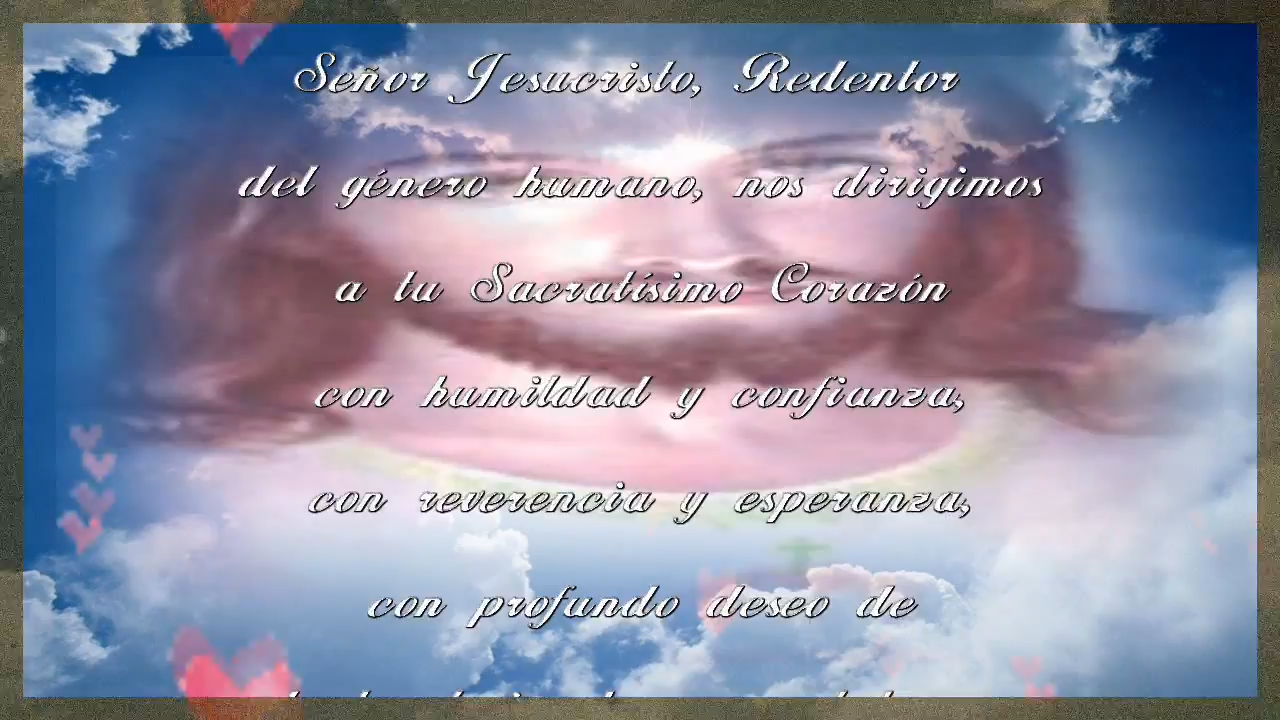 Señor Jesucristo, Redentor
del género humano, nos dirigimos
a tu Sacratísimo Corazón
con humildad y confianza,
con reverencia y esperanza,
con profundo deseo de